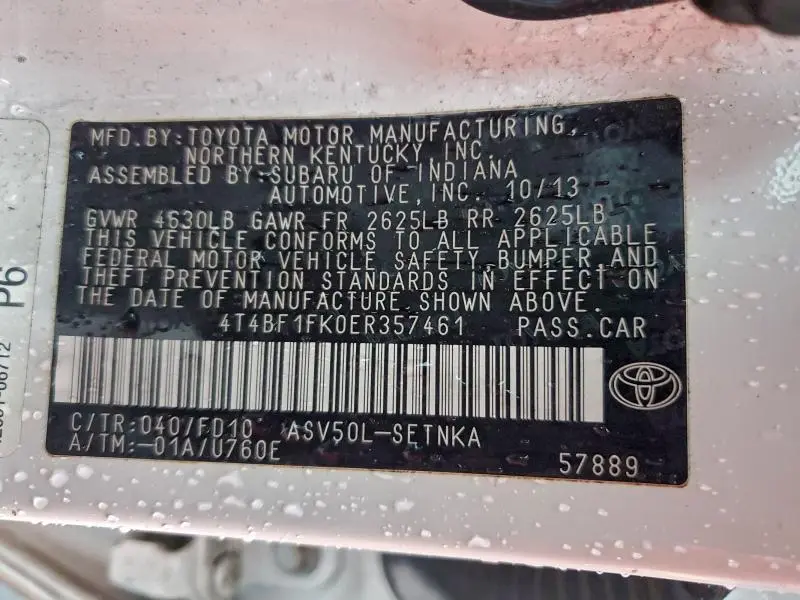 MFD.BY:TOYOTA MOTOR MANUFACTURING,
NORTHERN KENTUCKY, INC.
ASSEMBLED BY:SUBARU OF INDIANA
AUTOMOTIVE, INC. 10/13
GVWR 4630LB GAWR FR 2625LB RR 2625LB
THIS VEHICLE CONFORMS TO ALL APPLICABLE
FEDERAL MOTOR VEHICLE SAFETY, BUMPER, AND
THEFT PREVENTION STANDARDS IN EFFECT ON
THE DATE OF MANUFACTURE SHOWN ABOVE.
4T4BF1FK0ER357461 PASS.CAR
C/TR:040/FD10 ASV50L-SETNKA
A/TM:-01A/U760E
57889
P6